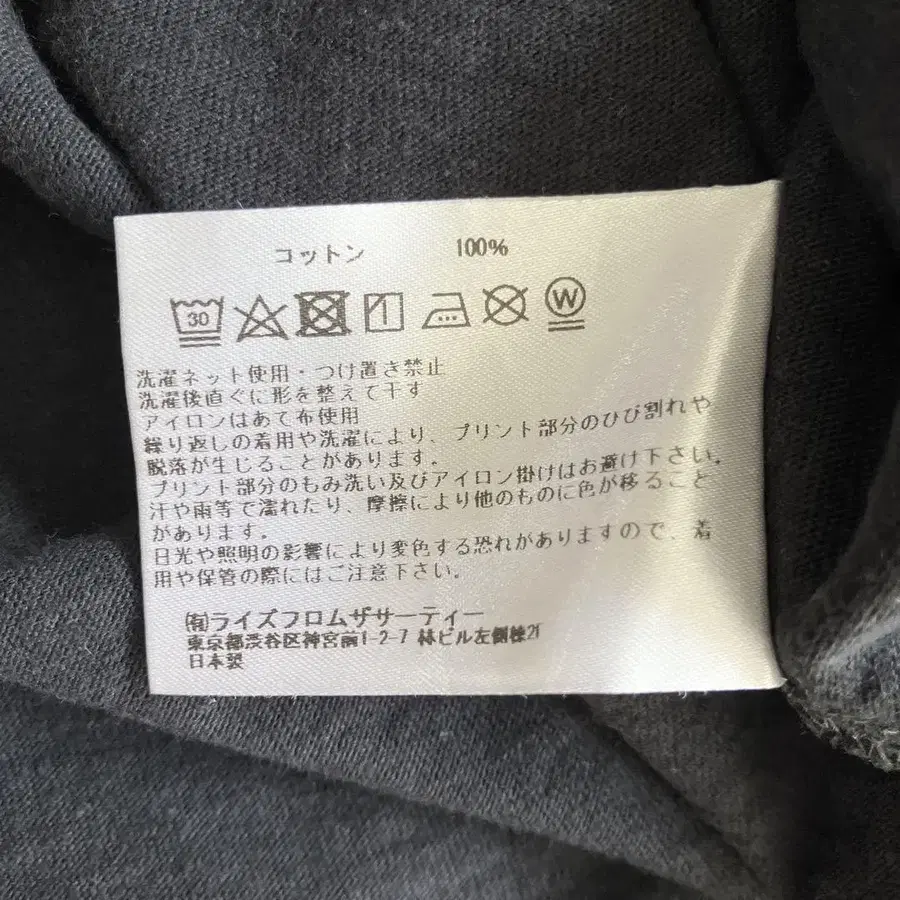 コットン 100%
30
W
洗濯ネット使用・つけ置き禁止
洗濯後直ぐに形を整えて干す
アイロンはあて布使用
繰り返しの着用や洗濯により、プリント部分のひび割れや
脱落が生じることがあります。
プリント部分のもみ洗い及びアイロン掛けはお避け下さい。
汗や雨等で濡れたり、摩擦により他のものに色が移ること
があります。
日光や照明の影響により変色する恐れがありますので、着
用や保管の際にはご注意下さい。
㈲ライズフロムザサーティー
東京都渋谷区神宮前1-2-7 林ビル左側棟2F
日本製